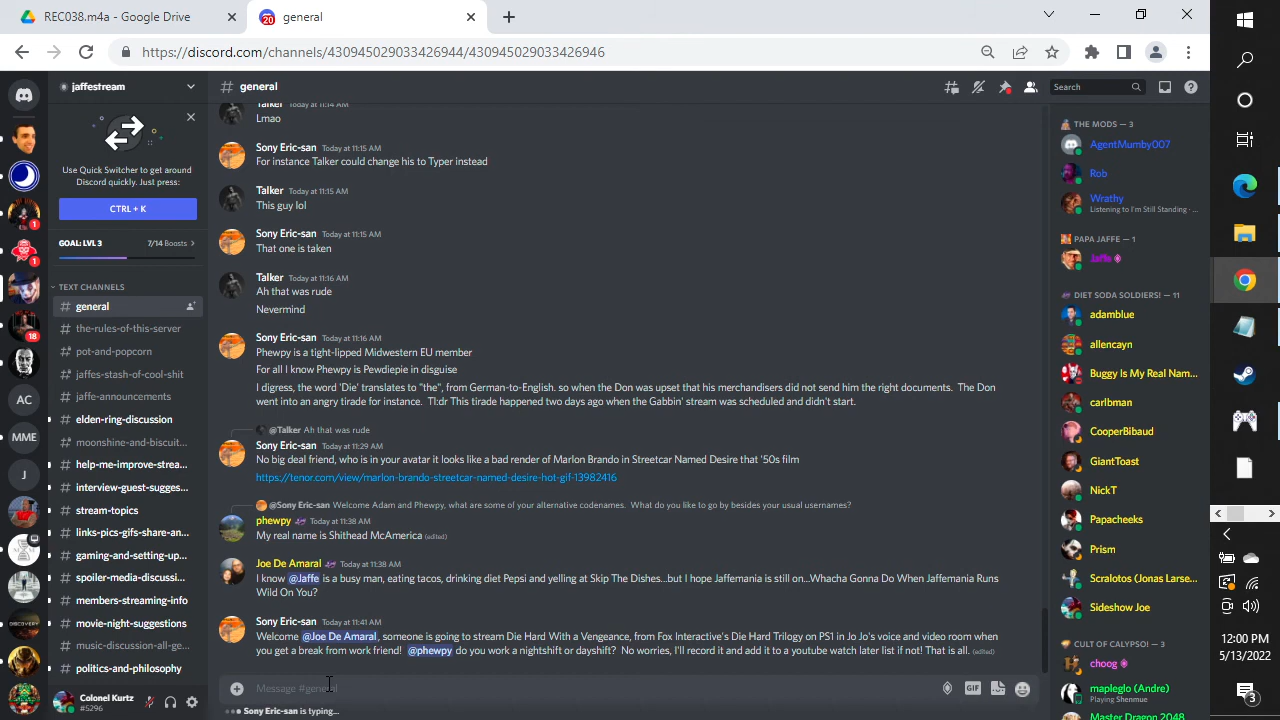 REC038.m4a - Google Drive
general
https://discord.com/channels/430945029033426944/430945029033426946
jaffestream
general
Search
Use Quick Switcher to get
around
Discord quickly. Just press:
CTRL + K
GOAL: LVL 3 7/14 Boosts
TEXT CHANNELS
general
the-rules-of-this-server
pot-and-popcorn
jaffes-stash-of-cool-shit
jaffe-announcements
elden-ring-discussion
moonshine-and-biscuit...
help-me-improve-strea...
interview-guest-sugges...
stream-topics
links-pics-gifs-share-an...
gaming-and-setting-up...
spoiler-media-discussi...
members-streaming-info
movie-night-suggestions
music-discussion-all-ge...
politics-and-philosophy
Colonel Kurtz
#5296
1
1
18
AC
MME
J
DISCOVERY
20
Talker Today at 11:14 AM
Lmao
Sony Eric-san Today at 11:15 AM
For instance Talker could change his to Typer instead
Talker Today at 11:15 AM
This guy lol
Sony Eric-san Today at 11:15 AM
That one is taken
Talker Today at 11:16 AM
Ah that was rude
Nevermind
Sony Eric-san Today at 11:16 AM
Phewpy is a tight-lipped Midwestern EU member
For all I know Phewpy is Pewdiepie in disguise
I digress, the word 'Die' translates to "the", from German-to-English. so when the Don was upset that his merchandisers did not send him the right documents. The Don
went into an angry tirade for instance. Tl:dr This tirade happened two days ago when the Gabbin' stream was scheduled and didn't start.
@Talker Ah that was rude
Sony Eric-san Today at 11:29 AM
No big deal friend, who is in your avatar it looks like a bad render of Marlon Brando in Streetcar Named Desire that '50s film
https://tenor.com/view/marlon-brando-streetcar-named-desire-hot-gif-13982416
@Sony Eric-san Welcome Adam and Phewpy, what are some of your alternative codenames. What do you like to go by besides your usual usernames?
phewpy Today at 11:38 AM
My real name is Shithead McAmerica (edited)
Joe De Amaral Today at 11:38 AM
I know @Jaffe is a busy man, eating tacos, drinking diet Pepsi and yelling at Skip The Dishes...but I hope Jaffemania is still on...Whacha Gonna Do When Jaffemania Runs
Wild On You?
Sony Eric-san Today at 11:41 AM
Welcome @Joe De Amaral, someone is going to stream Die Hard With a Vengeance, from Fox Interactive's Die Hard Trilogy on PS1 in Jo Jo's voice and video room when
you get a break from work friend! @phewpy do you work a nightshift or dayshift? No worries, I'll record it and add it to a youtube watch later list if not! That is all. (edited)
Message #general
GIF
Sony Eric-san is typing...
THE MODS — 3
AgentMumby007
Rob
Wrathy
Listening to I'm Still Standing - ...
PAPA JAFFE — 1
Jaffe
DIET SODA SOLDIERS! — 11
adamblue
allencayn
Buggy Is My Real Nam...
carlbman
CooperBibaud
GiantToast
NickT
Papacheeks
Prism
Scralotos (Jonas Larse...
Sideshow Joe
CULT OF CALYPSO! — 3
choog
mapleglo (Andre)
Playing Shenmue
Master Dragon 2048
12:00 PM
5/13/2022
3